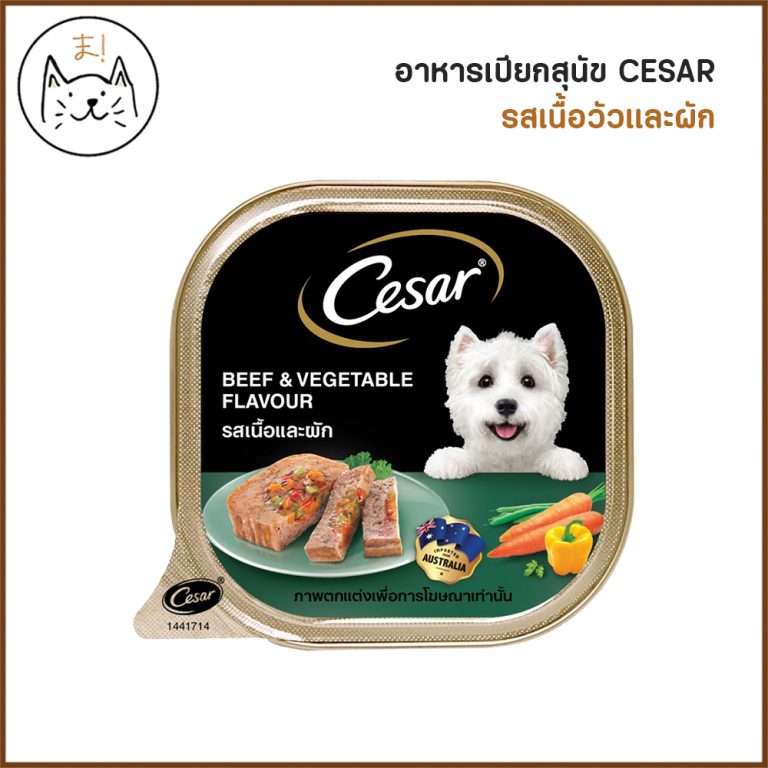 ま!
อาหารเปียกสุนัข CESAR
รสเนื้อวัวและผัก
Cesar®
BEEF & VEGETABLE
FLAVOUR
รสเนื้อและผัก
IMPORTED
FROM
AUSTRALIA
ภาพตกแต่งเพื่อการโฆษณาเท่านั้น
Cesar®
1441714